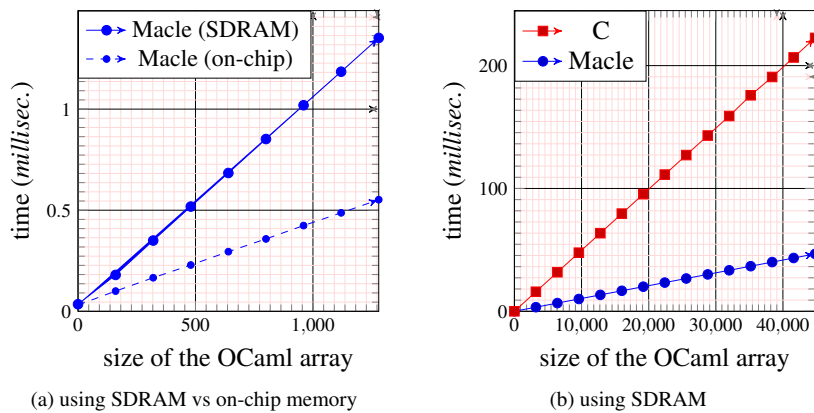 Macle (SDRAM)
Macle (on-chip)
1
0.5
0
0
500
1,000
time (millisec.)
size of the OCaml array
(a) using SDRAM vs on-chip memory
C
Macle
200
100
0
0
10,000
20,000
30,000
40,000
time (millisec.)
size of the OCaml array
(b) using SDRAM